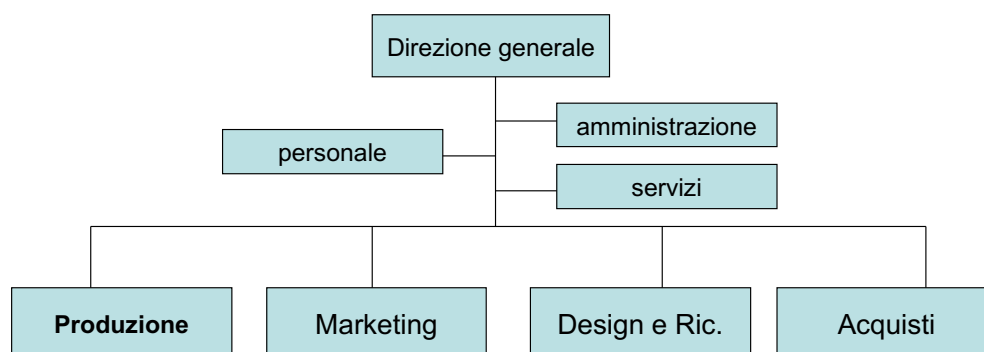 Direzione generale
amministrazione
personale
servizi
Produzione
Marketing
Design e Ric.
Acquisti